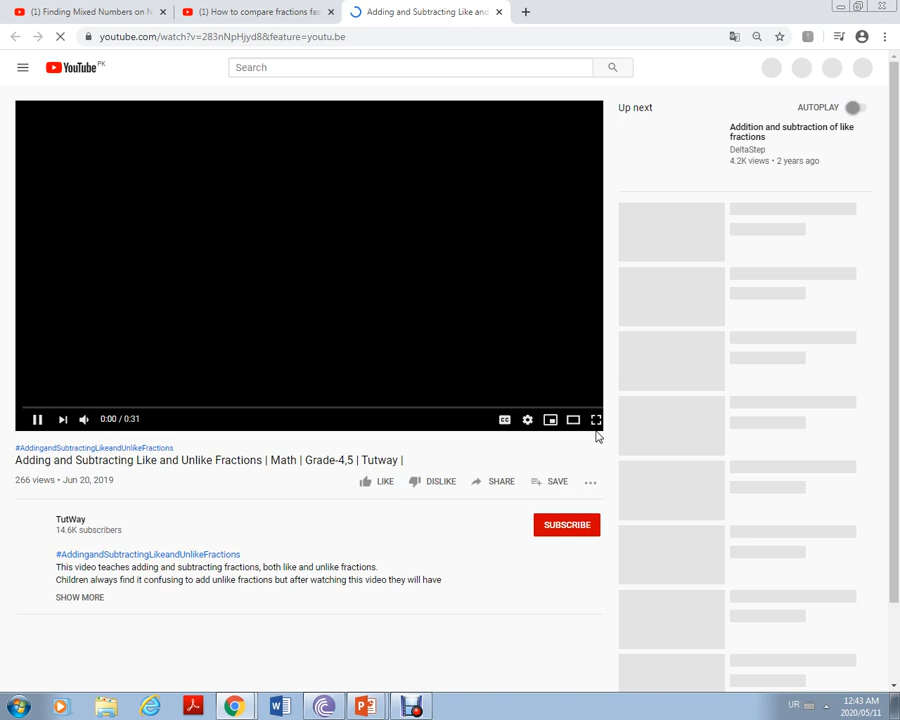 (1) Finding Mixed Numbers on N
(1) How to compare fractions fas
Adding and Subtracting Like and
youtube.com/watch?v=283nNpHjyd8&feature=youtu.be
YouTube PK
Search
Up next
AUTOPLAY
Addition and subtraction of like
fractions
DeltaStep
4.2K views • 2 years ago
0:00 / 0:31
#AddingandSubtractingLikeandUnlikeFractions
Adding and Subtracting Like and Unlike Fractions | Math | Grade-4,5 | Tutway |
266 views • Jun 20, 2019
LIKE
DISLIKE
SHARE
SAVE
TutWay
14.6K subscribers
SUBSCRIBE
#AddingandSubtractingLikeandUnlikeFractions
This video teaches adding and subtracting fractions, both like and unlike fractions.
Children always find it confusing to add unlike fractions but after watching this video they will have
SHOW MORE
UR
12:43 AM
2020/05/11